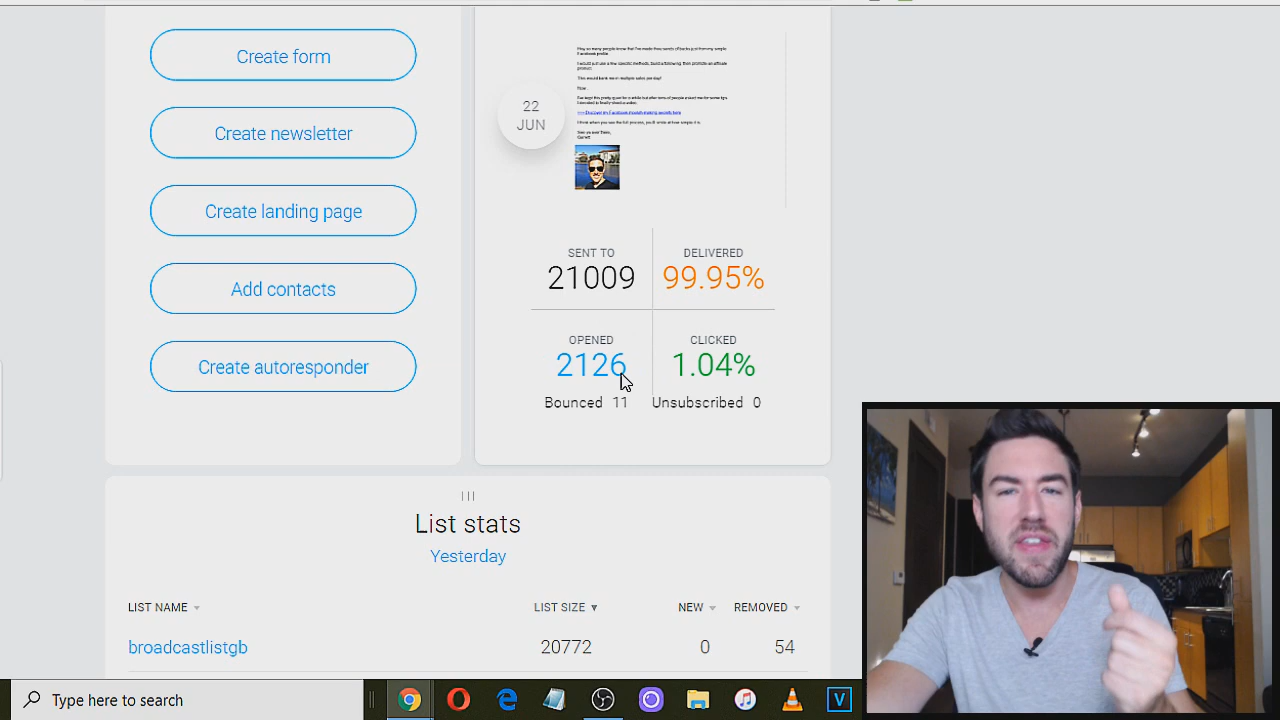 Create form
Create newsletter
Create landing page
Add contacts
Create autoresponder
22
JUN
SENT TO
21009
DELIVERED
99.95%
OPENED
2126
CLICKED
1.04%
Bounced 11
Unsubscribed 0
List stats
Yesterday
LIST NAME LIST SIZE NEW REMOVED
broadcastlistgb 20772 0 54
Type here to search